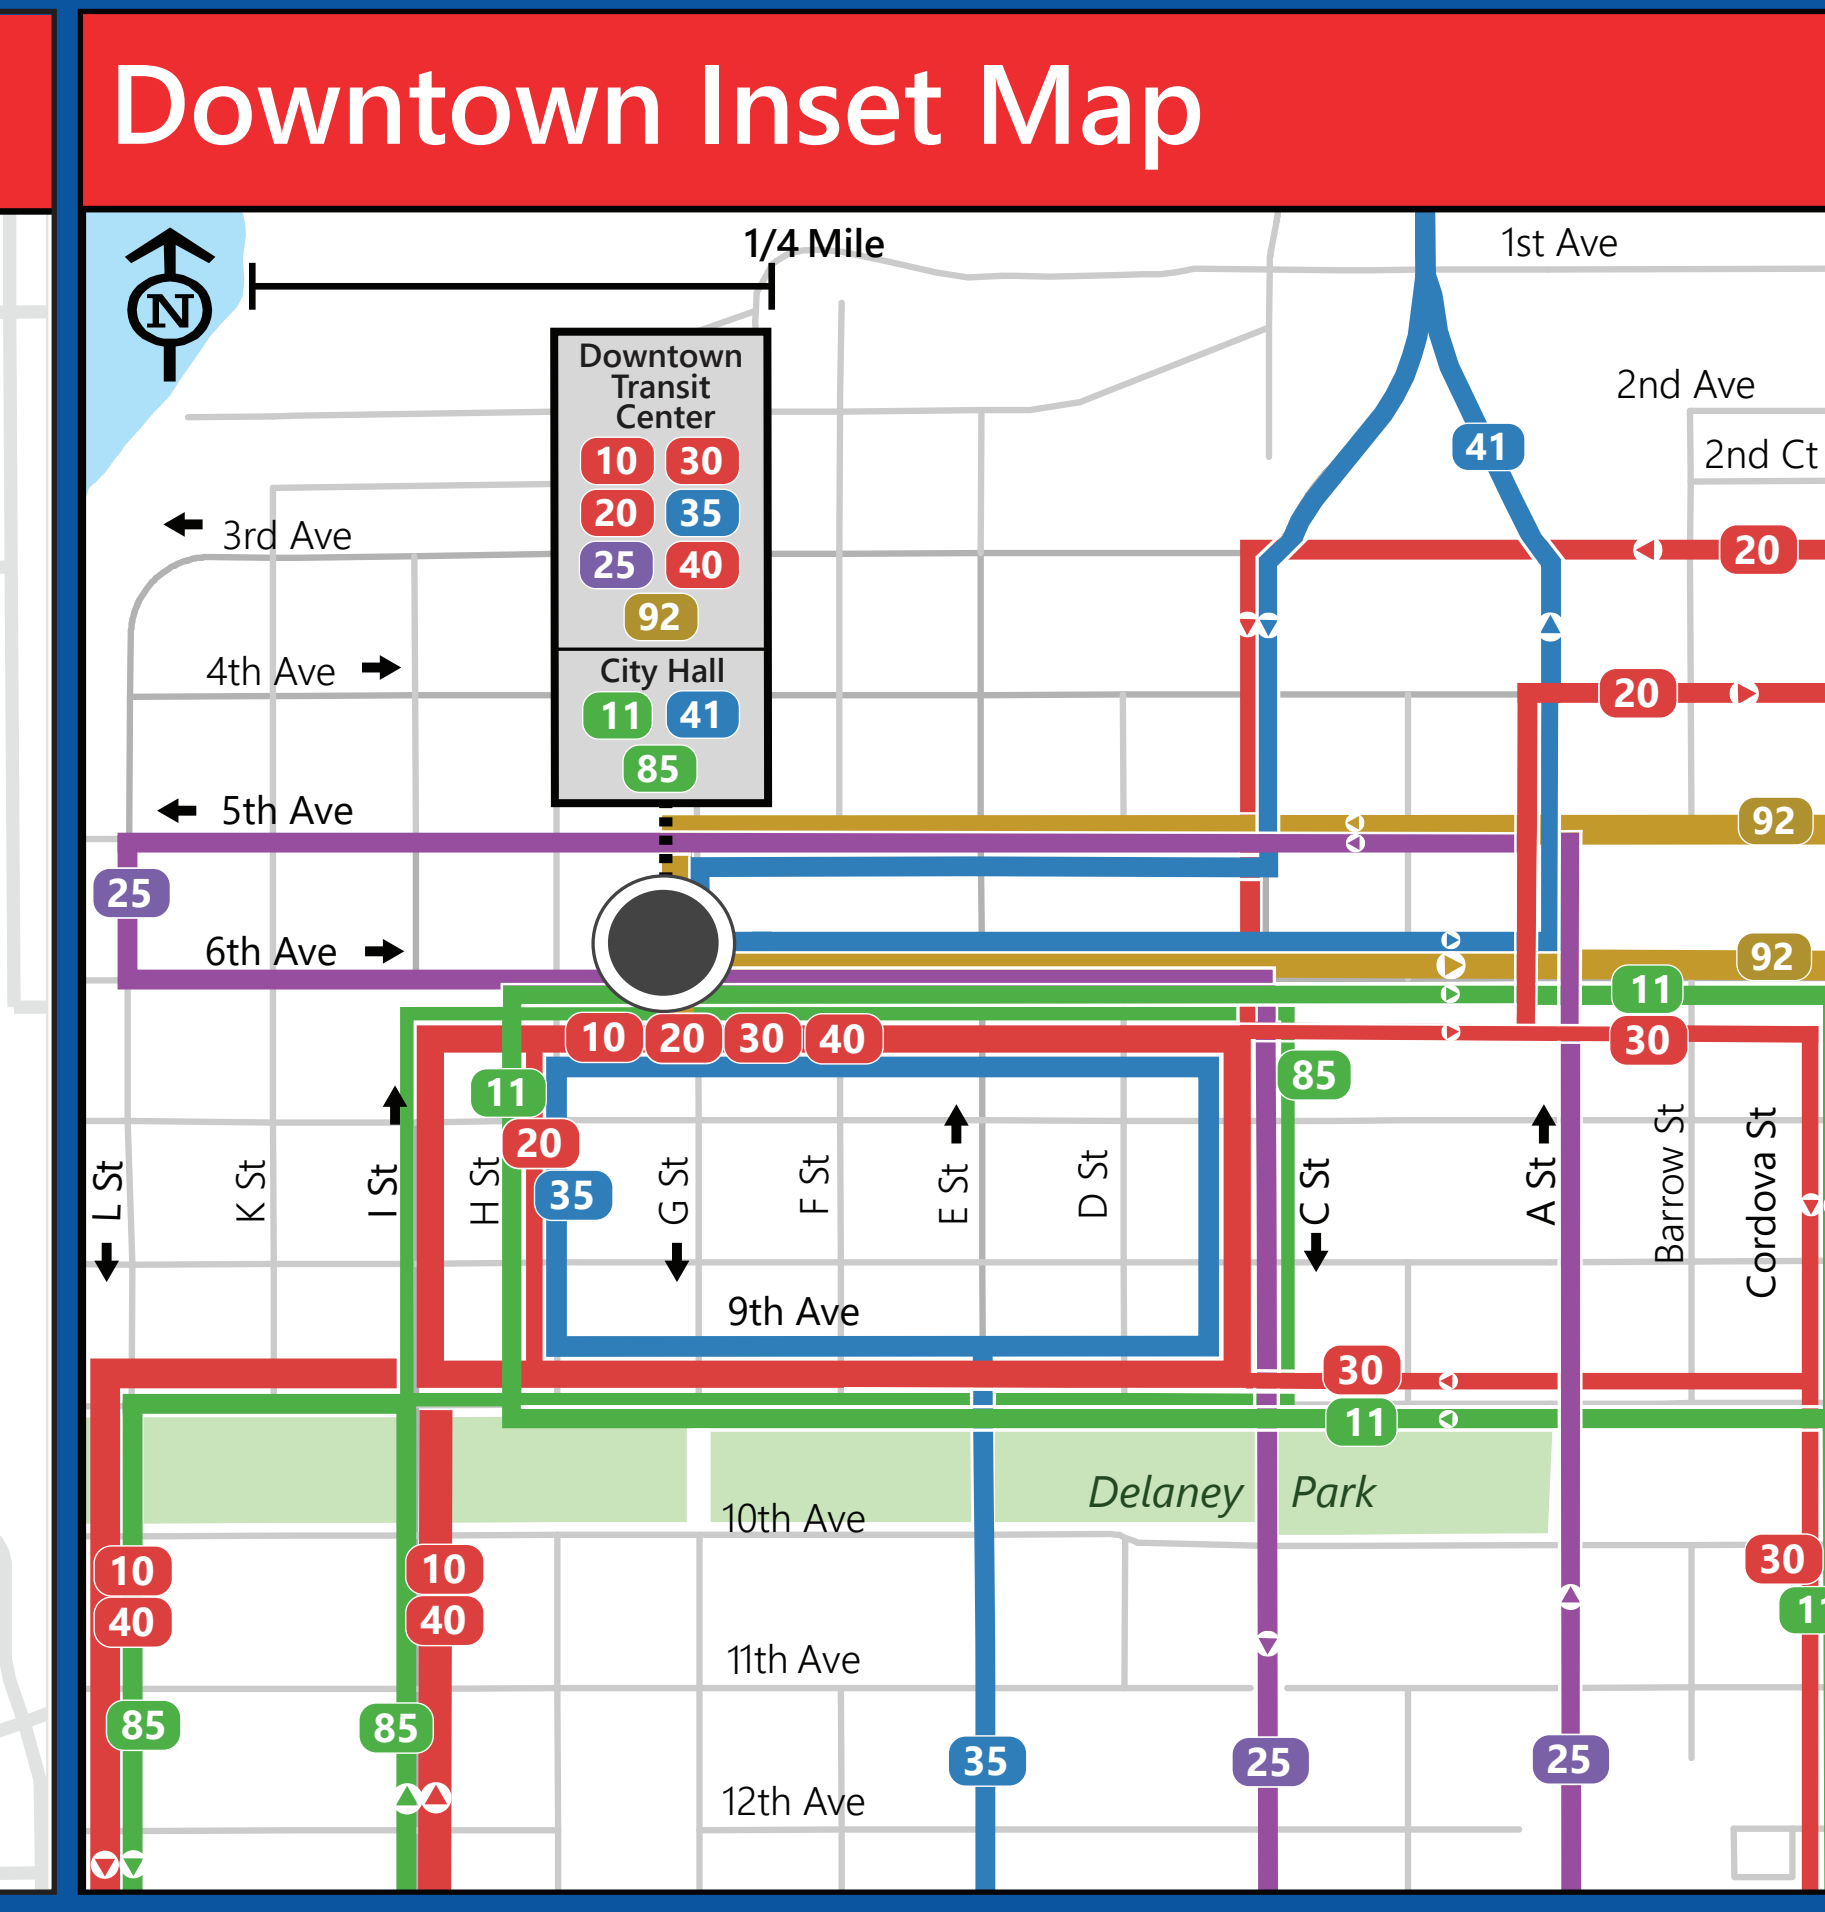 Downtown Inset Map
N
1/4 Mile
1st Ave
Downtown
Transit
Center
10 30
20 35
25 40
92
City Hall
11 41
85
2nd Ave
41
2nd Ct
3rd Ave
20
4th Ave
20
5th Ave
92
25
6th Ave
92
11
10 20 30 40
30
11
85
20
35
L St
K St
I St
H St
G St
F St
E St
D St
C St
A St
Barrow St
Cordova St
9th Ave
30
11
Delaney Park
10th Ave
10
40
10
40
30
11
11th Ave
85
85
35
25
25
12th Ave